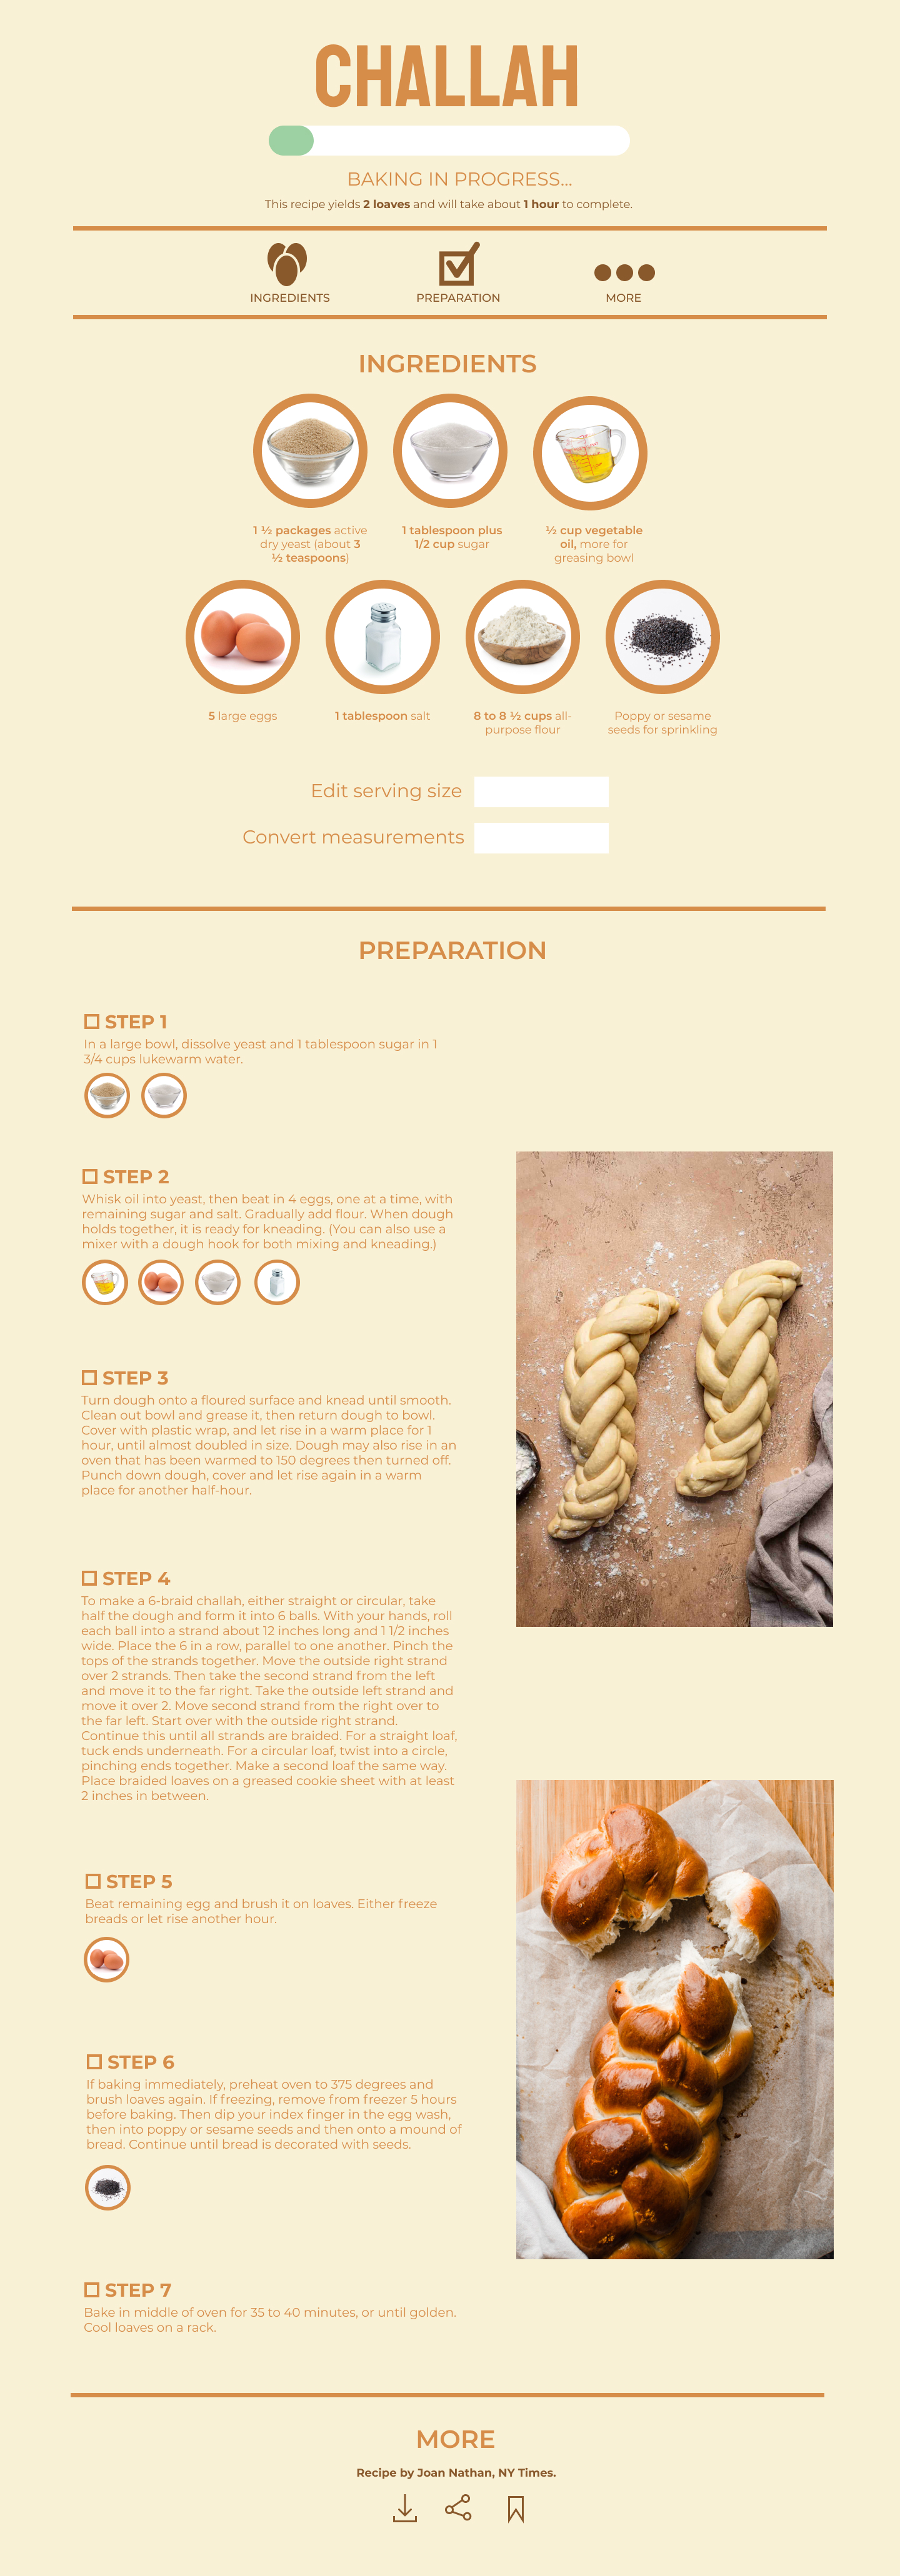 CHALLAH
BAKING IN PROGRESS...
This recipe yields 2 loaves and will take about 1 hour to complete.
INGREDIENTS
PREPARATION
MORE
INGREDIENTS
1 ½ packages active
dry yeast (about 3
½ teaspoons)
1 tablespoon plus
1/2 cup sugar
½ cup vegetable
oil, more for
greasing bowl
5 large eggs
1 tablespoon salt
8 to 8 ½ cups all-
purpose flour
Poppy or sesame
seeds for sprinkling
Edit serving size
Convert measurements
PREPARATION
STEP 1
In a large bowl, dissolve yeast and 1 tablespoon sugar in 1
3/4 cups lukewarm water.
STEP 2
Whisk oil into yeast, then beat in 4 eggs, one at a time, with
remaining sugar and salt. Gradually add flour. When dough
holds together, it is ready for kneading. (You can also use a
mixer with a dough hook for both mixing and kneading.)
STEP 3
Turn dough onto a floured surface and knead until smooth.
Clean out bowl and grease it, then return dough to bowl.
Cover with plastic wrap, and let rise in a warm place for 1
hour, until almost doubled in size. Dough may also rise in an
oven that has been warmed to 150 degrees then turned off.
Punch down dough, cover and let rise again in a warm
place for another half-hour.
STEP 4
To make a 6-braid challah, either straight or circular, take
half the dough and form it into 6 balls. With your hands, roll
each ball into a strand about 12 inches long and 1 1/2 inches
wide. Place the 6 in a row, parallel to one another. Pinch the
tops of the strands together. Move the outside right strand
over 2 strands. Then take the second strand from the left
and move it to the far right. Take the outside left strand and
move it over 2. Move second strand from the right over to
the far left. Start over with the outside right strand.
Continue this until all strands are braided. For a straight loaf,
tuck ends underneath. For a circular loaf, twist into a circle,
pinching ends together. Make a second loaf the same way.
Place braided loaves on a greased cookie sheet with at least
2 inches in between.
STEP 5
Beat remaining egg and brush it on loaves. Either freeze
breads or let rise another hour.
STEP 6
If baking immediately, preheat oven to 375 degrees and
brush loaves again. If freezing, remove from freezer 5 hours
before baking. Then dip your index finger in the egg wash,
then into poppy or sesame seeds and then onto a mound of
bread. Continue until bread is decorated with seeds.
STEP 7
Bake in middle of oven for 35 to 40 minutes, or until golden.
Cool loaves on a rack.
MORE
Recipe by Joan Nathan, NY Times.